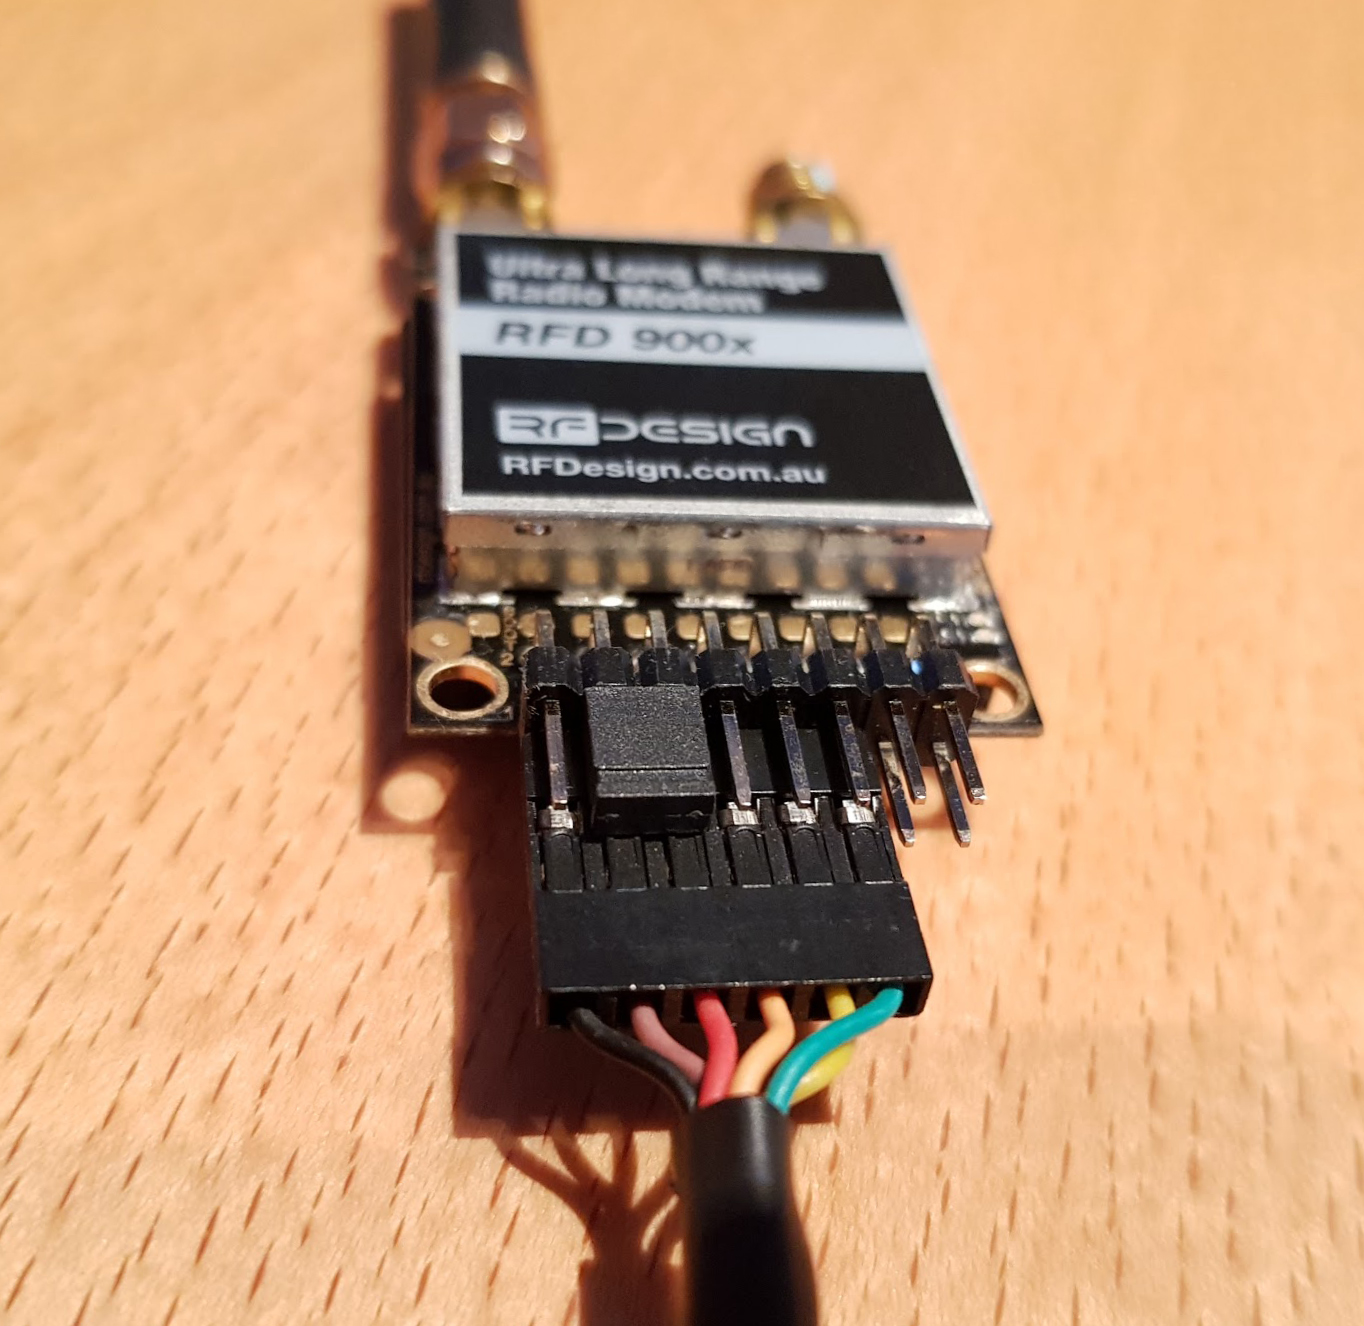 Ultra Long Range
Radio Modem
RFD 900x
RFDESIGN
RFDesign.com.au